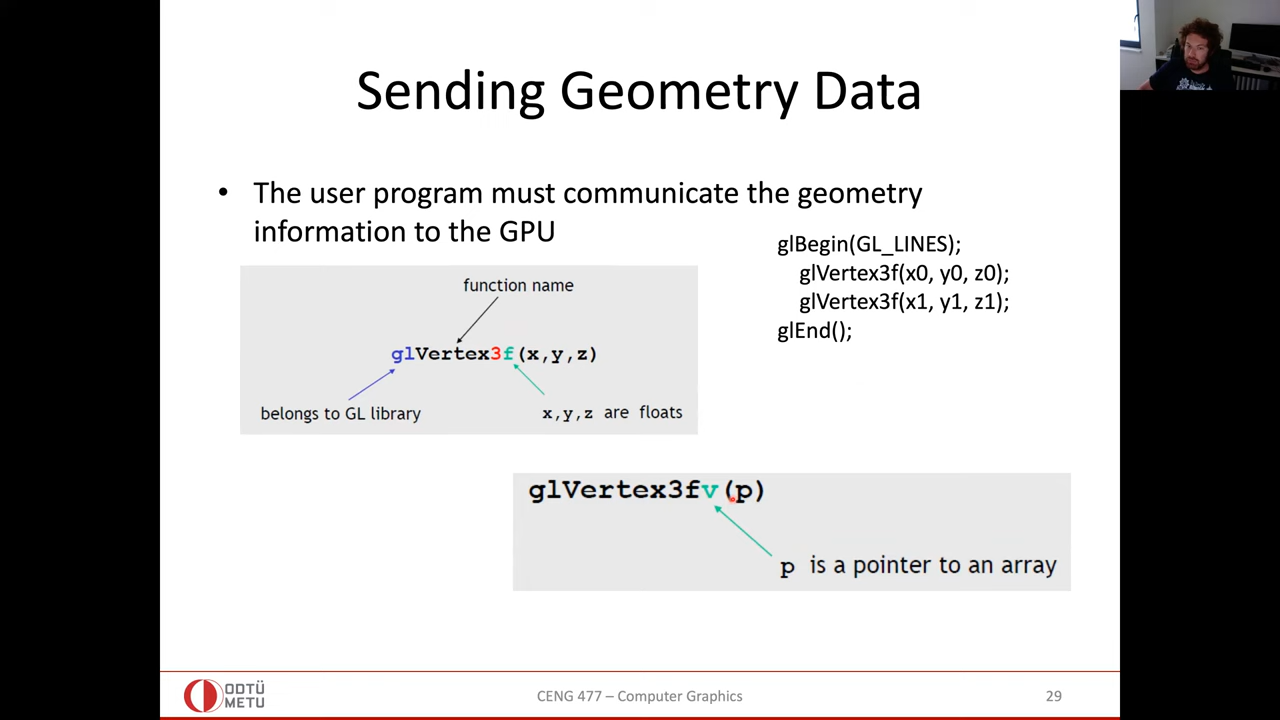 Sending Geometry Data
• The user program must communicate the geometry
information to the GPU
glBegin(GL_LINES);
glVertex3f(x0, y0, z0);
glVertex3f(x1, y1, z1);
glEnd();
function name
glVertex3f(x,y,z)
belongs to GL library
x,y,z are floats
glVertex3fv(p)
p is a pointer to an array
ODTÜ
METU
CENG 477 – Computer Graphics
29